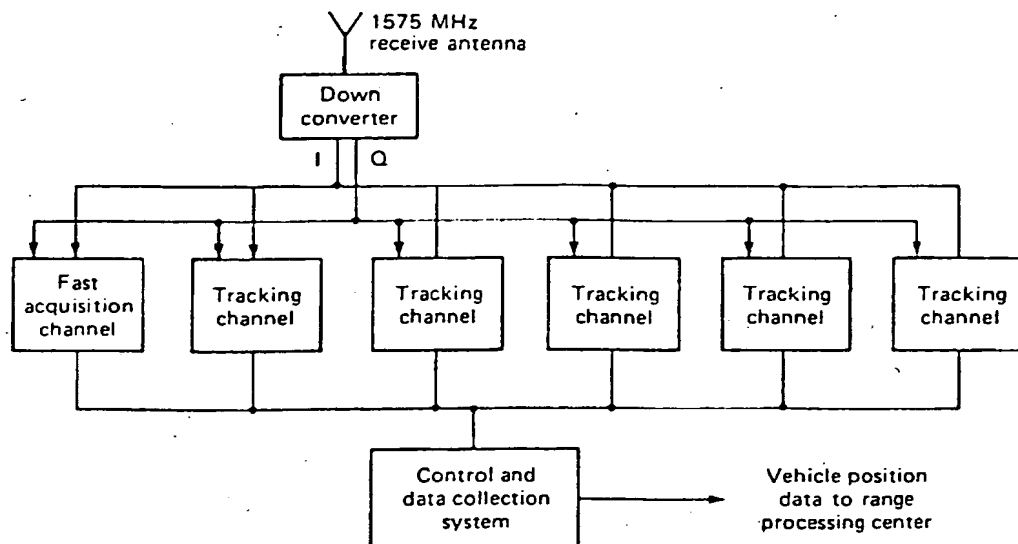 1575 MHz
receive antenna
Down
converter
I Q
Fast
acquisition
channel
Tracking
channel
Tracking
channel
Tracking
channel
Tracking
channel
Tracking
channel
Control and
data collection
system
Vehicle position
data to range
processing center